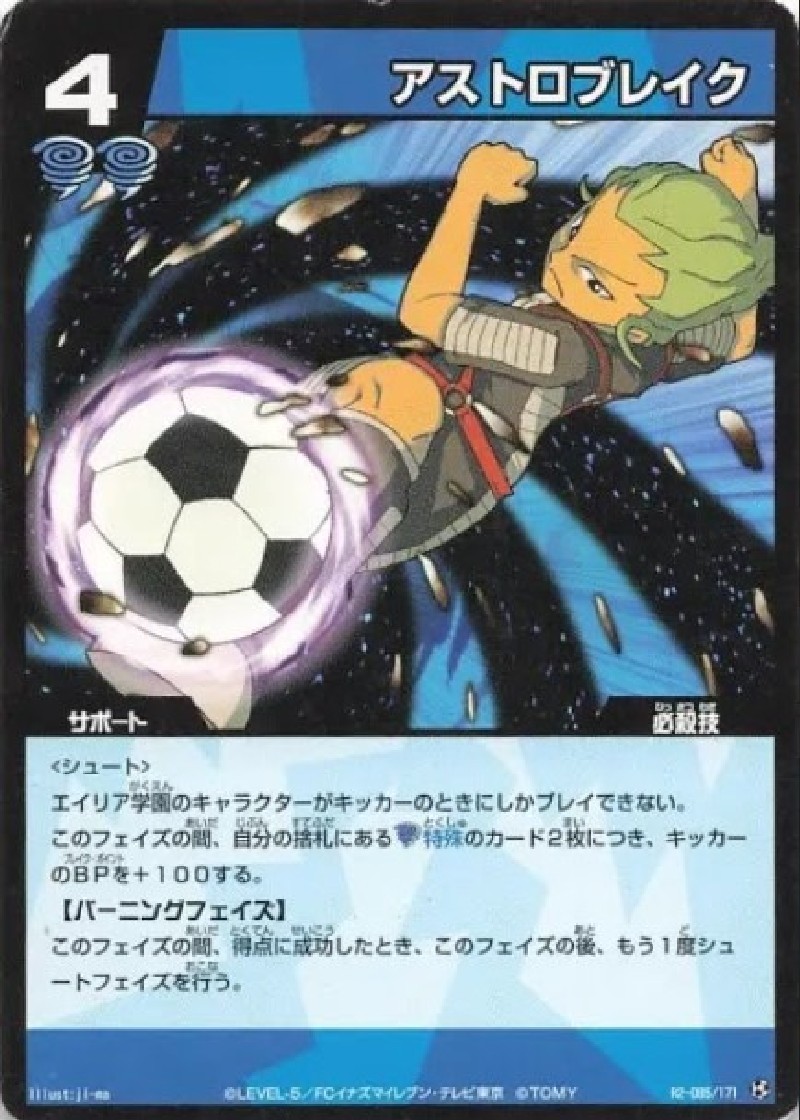 4
アストロブレイク
サポート
必殺技
<シュート>
エイリア学園のキャラクターがキッカーのときにしかプレイできない。
このフェイズの間、自分の捨札にある特殊のカード2枚につき、キッカー
のBPを+100する。
【バーニングフェイズ】
このフェイズの間、得点に成功したとき、このフェイズの後、もう1度シュ
ートフェイズを行う。
Illust:ji-ma
©LEVEL-5/FCイナズマイレブン・テレビ東京 ©TOMY